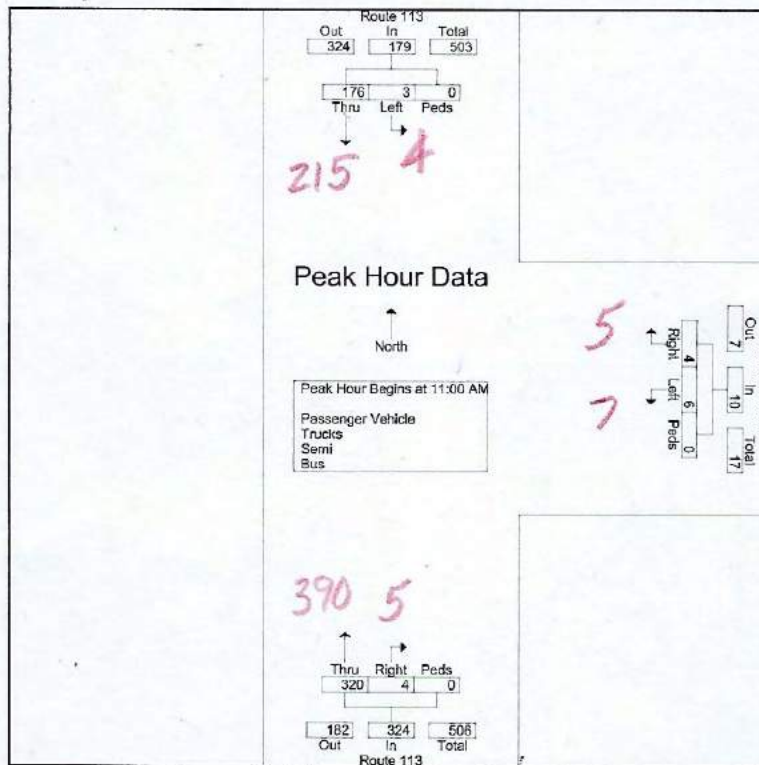 Route 113
Out In Total
324 179 503
176 3 0
Thru Left Peds
215 4
Peak Hour Data
North
Peak Hour Begins at 11:00 AM
Passenger Vehicle
Trucks
Semi
Bus
5
7
Out In Total
7 10 17
4 6 0
Right Left Peds
390 5
Thru Right Peds
320 4 0
182 324 506
Out In Total
Route 113